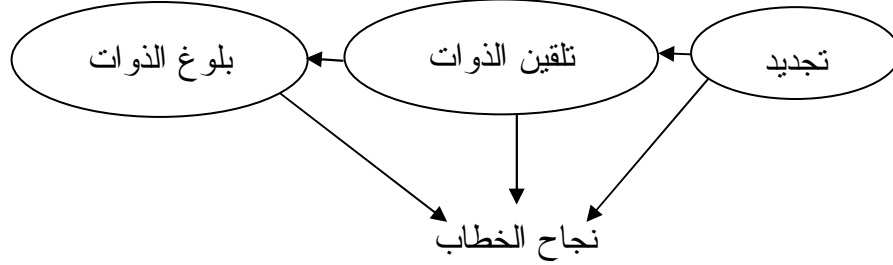 تجديد
تلقين الذوات
بلوغ الذوات
نجاح الخطاب